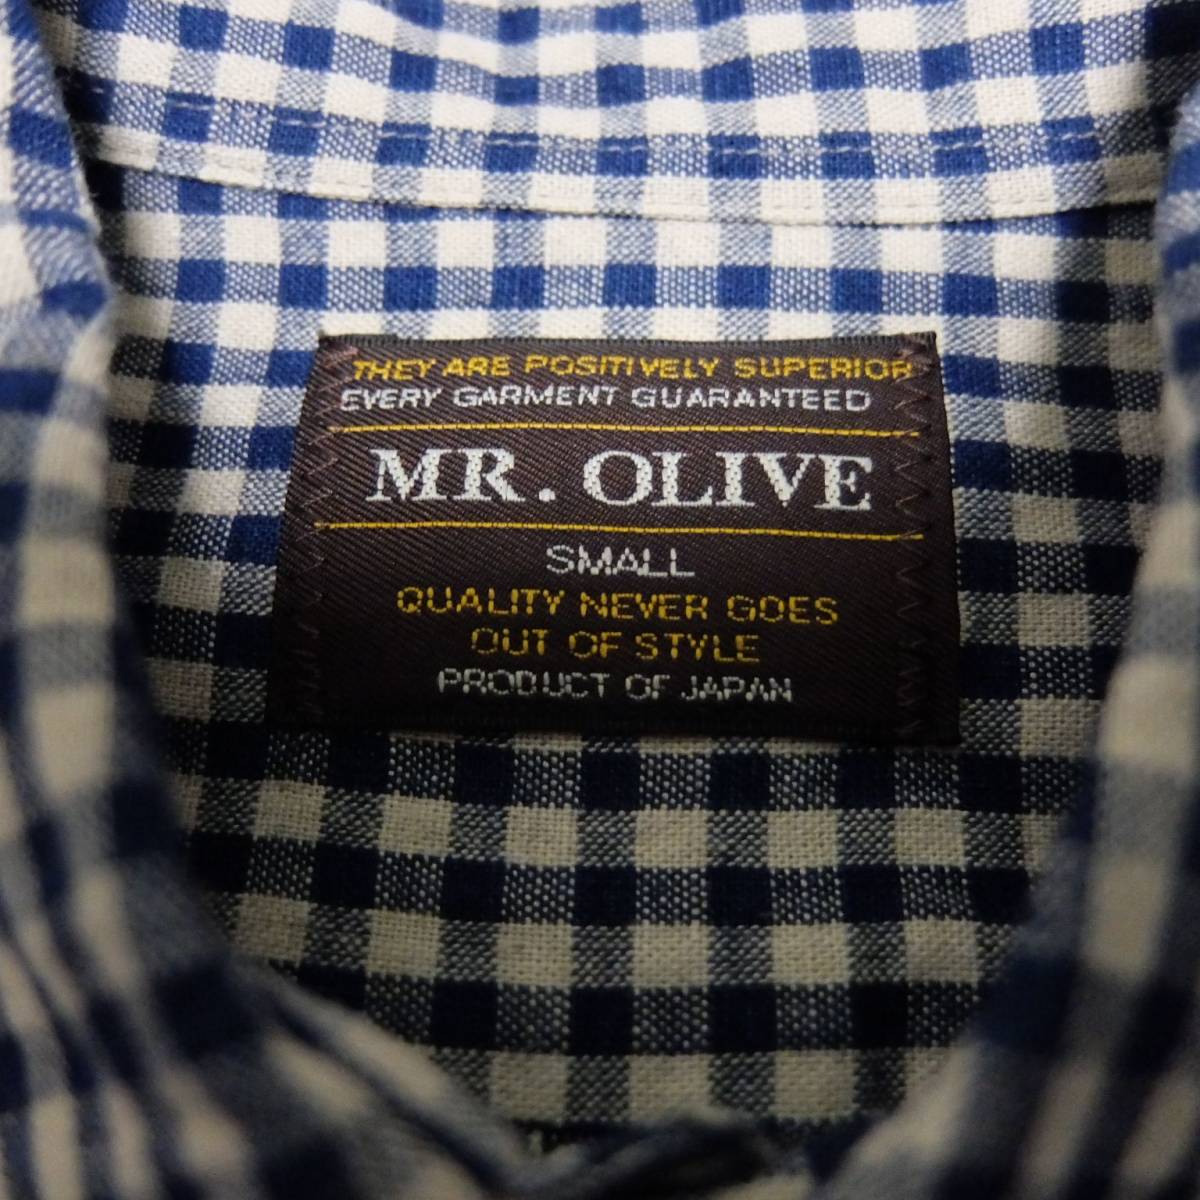 THEY ARE POSITIVELY SUPERIOR
EVERY GARMENT GUARANTEED
MR. OLIVE
SMALL
QUALITY NEVER GOES
OUT OF STYLE
PRODUCT OF JAPAN